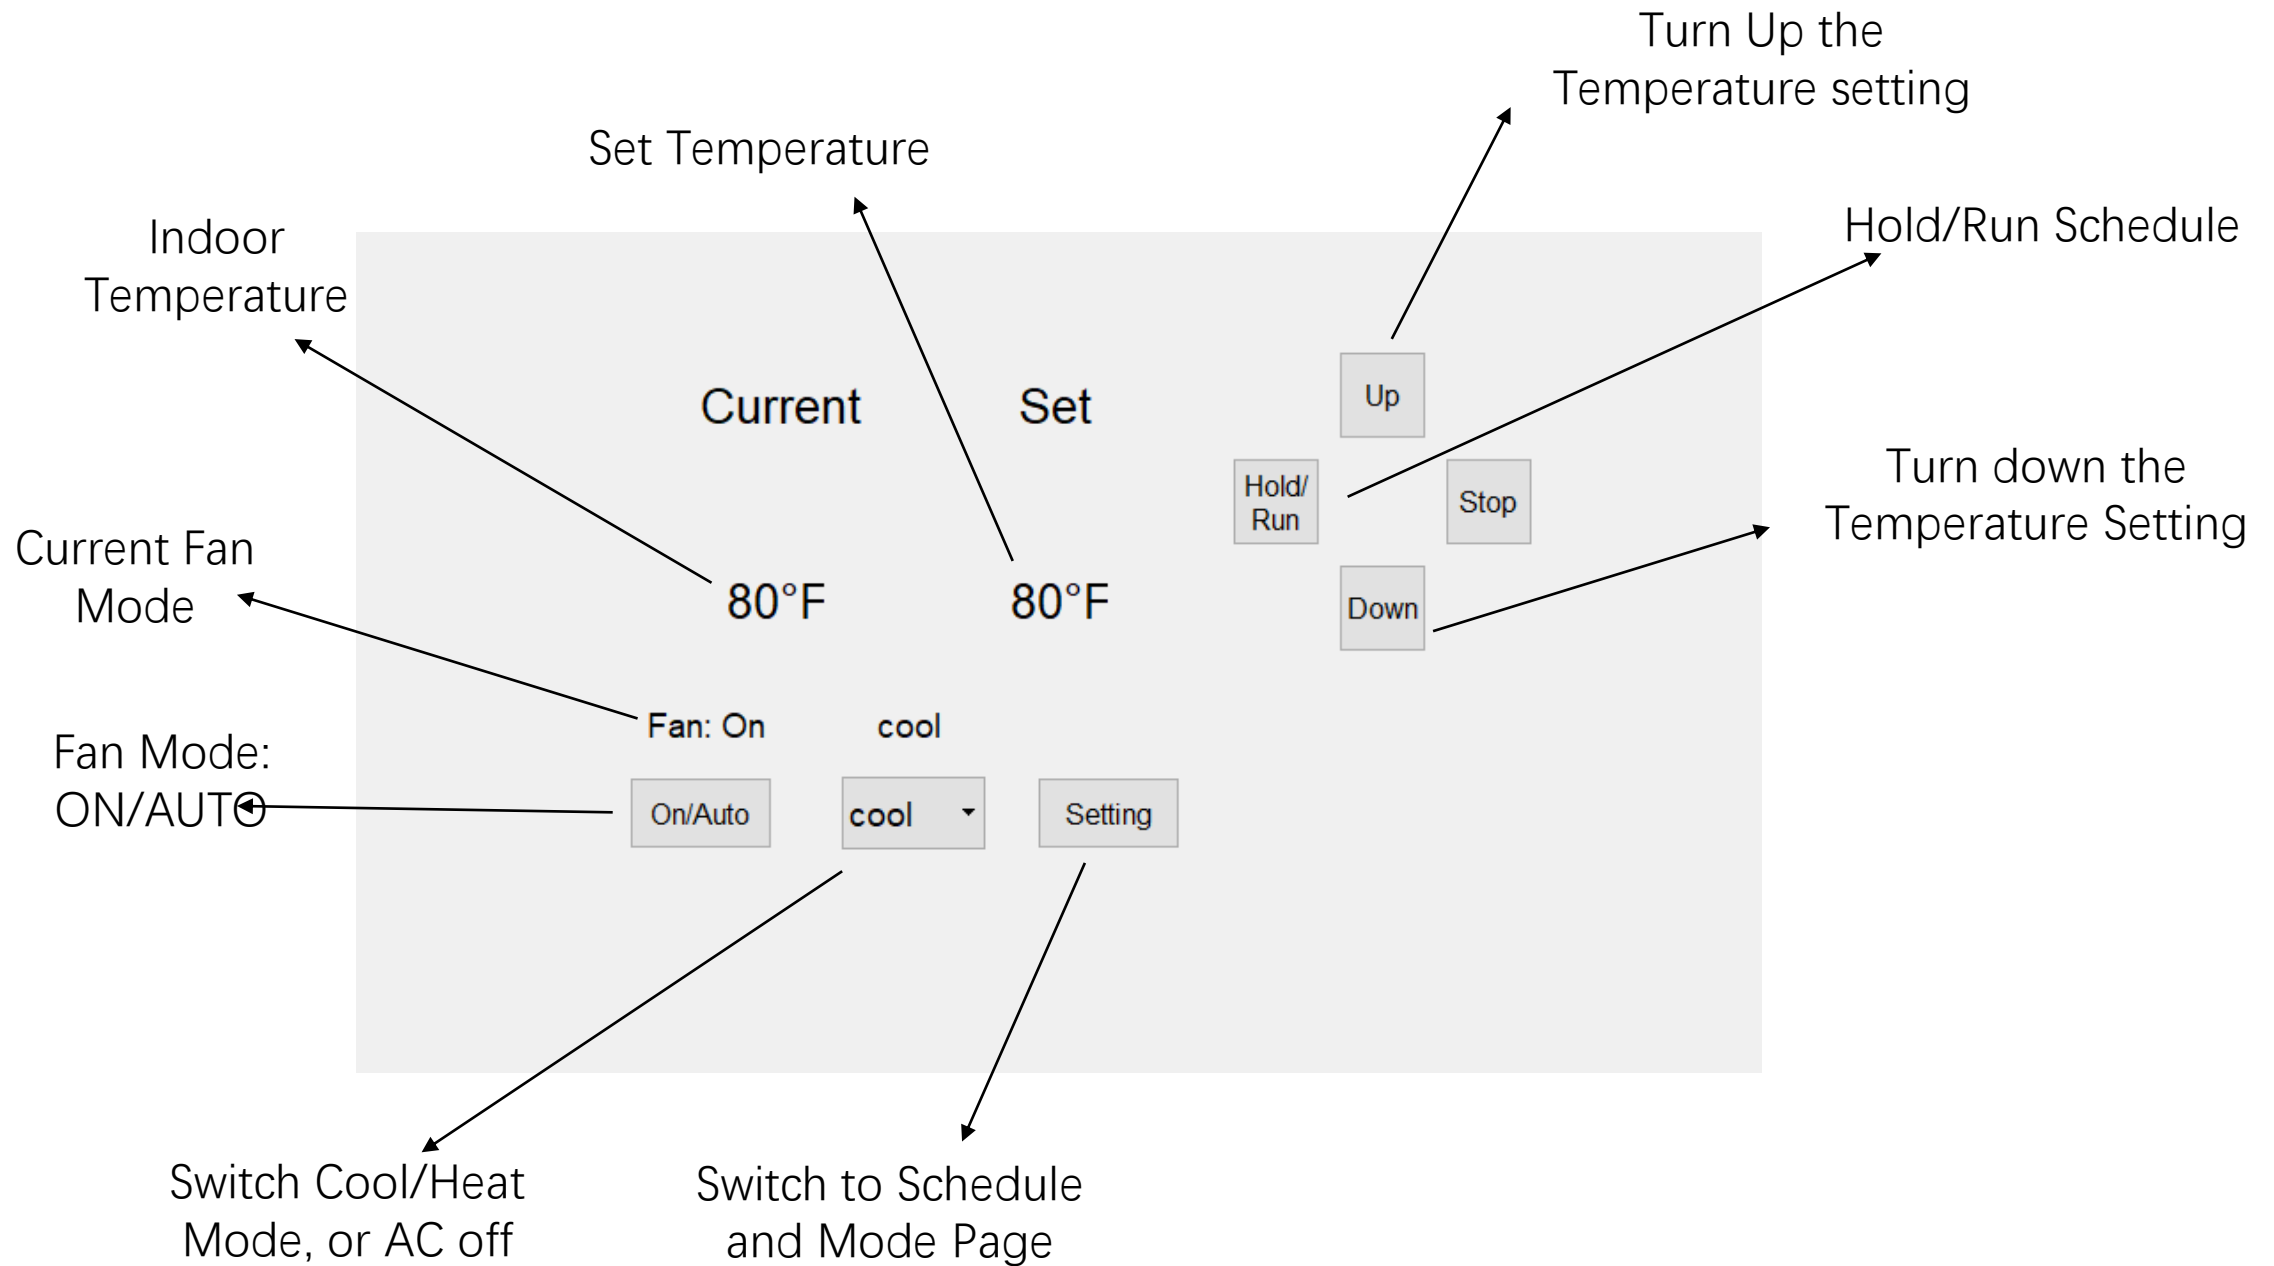 Turn Up the
Temperature setting
Set Temperature
Hold/Run Schedule
Indoor
Temperature
Up
Current
Set
Hold/
Run
Stop
Turn down the
Temperature Setting
Current Fan
Mode
80°F
80°F
Down
Fan: On
cool
Fan Mode:
ON/AUTO
On/Auto
cool
Setting
Switch Cool/Heat
Mode, or AC off
Switch to Schedule
and Mode Page